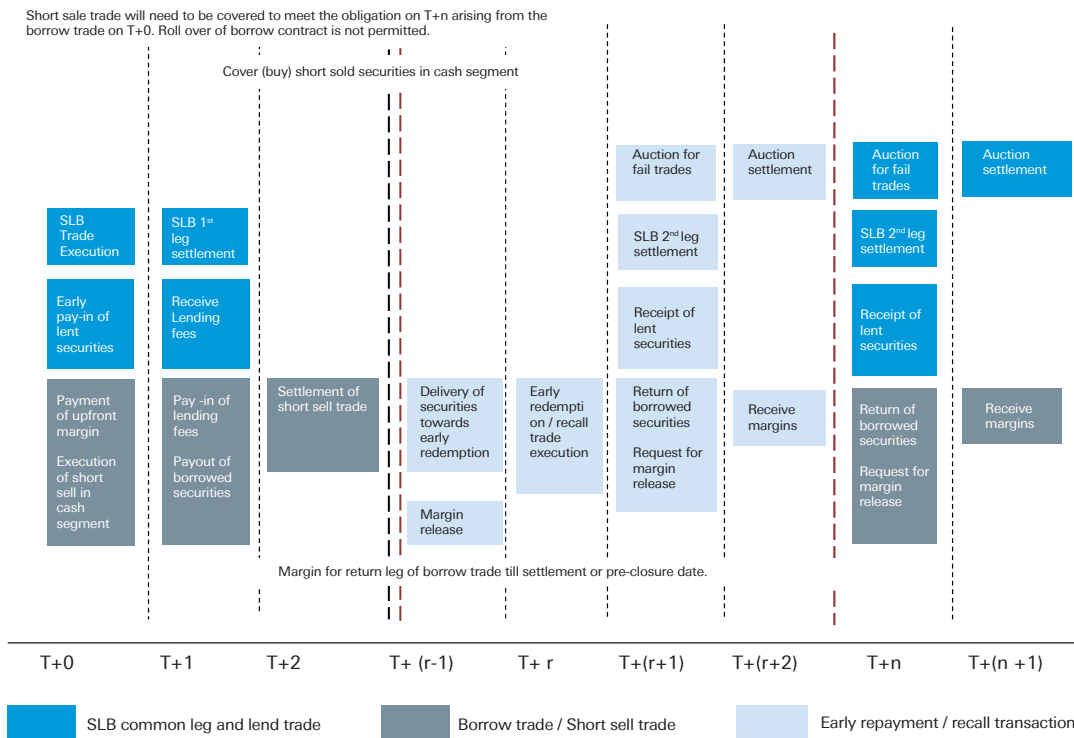 Short sale trade will need to be covered to meet the obligation on T+n arising from the
borrow trade on T+0. Roll over of borrow contract is not permitted.
Cover (buy) short sold securities in cash segment
SLB
Trade
Execution
Early
pay-in of
lent
securities
Payment
of upfront
margin
Execution
of short
sell in
cash
segment
SLB 1st
leg
settlement
Receive
Lending
fees
Pay -in of
lending
fees
Payout of
borrowed
securities
Settlement of
short sell trade
Delivery of
securities
towards
early
redemption
Margin
release
Early
redempti
on / recall
trade
execution
Auction for
fail trades
SLB 2nd leg
settlement
Receipt of
lent
securities
Return of
borrowed
securities
Request for
margin
release
Auction
settlement
Receive
margins
Auction
for fail
trades
SLB 2nd leg
settlement
Receipt of
lent
securities
Return of
borrowed
securities
Request for
margin
release
Auction
settlement
Receive
margins
Margin for return leg of borrow trade till settlement or pre-closure date.
T+0
T+1
T+2
T+ (r-1)
T+ r
T+(r+1)
T+(r+2)
T+n
T+(n +1)
SLB common leg and lend trade
Borrow trade / Short sell trade
Early repayment / recall transaction